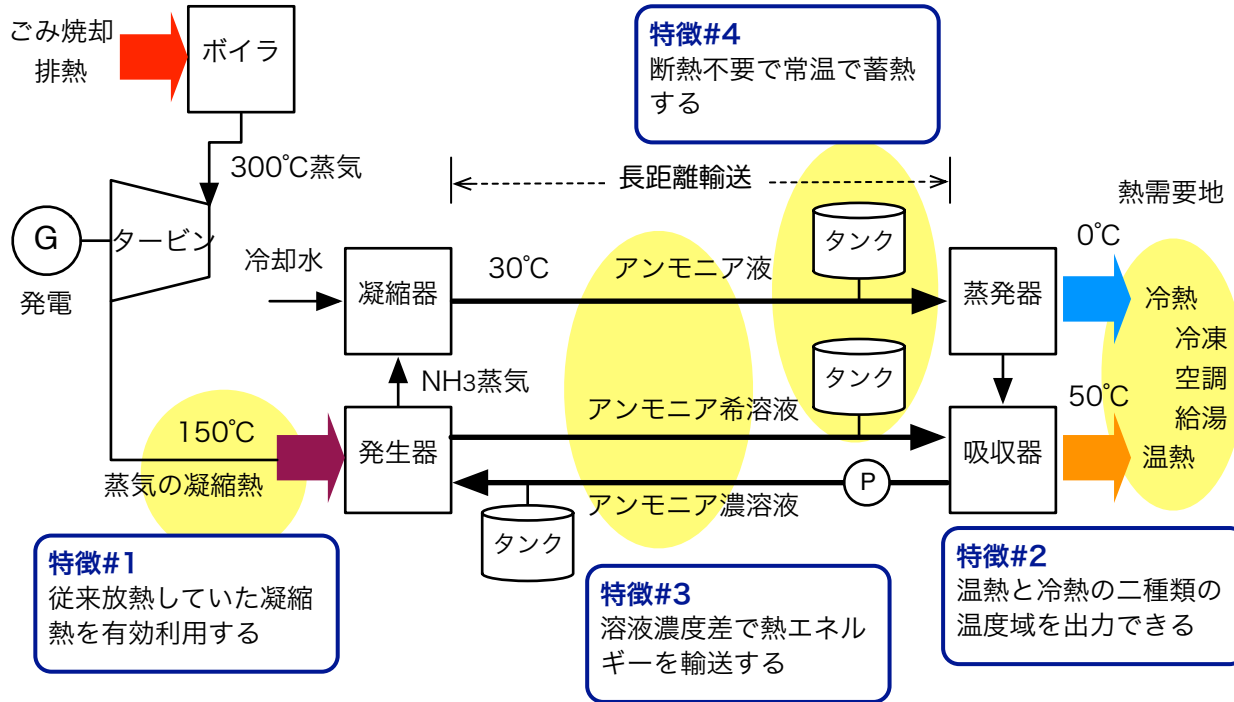 ごみ焼却
排熱
ボイラ
特徴#4
断熱不要で常温で蓄熱
する
300℃蒸気
長距離輸送
熱需要地
G
タービン
発電
冷却水
凝縮器
30℃
アンモニア液
タンク
蒸発器
0℃
冷熱
冷凍
空調
給湯
温熱
NH3蒸気
タンク
150℃
蒸気の凝縮熱
発生器
アンモニア希溶液
吸収器
50℃
P
アンモニア濃溶液
タンク
特徴#1
従来放熱していた凝縮
熱を有効利用する
特徴#3
溶液濃度差で熱エネル
ギーを輸送する
特徴#2
温熱と冷熱の二種類の
温度域を出力できる